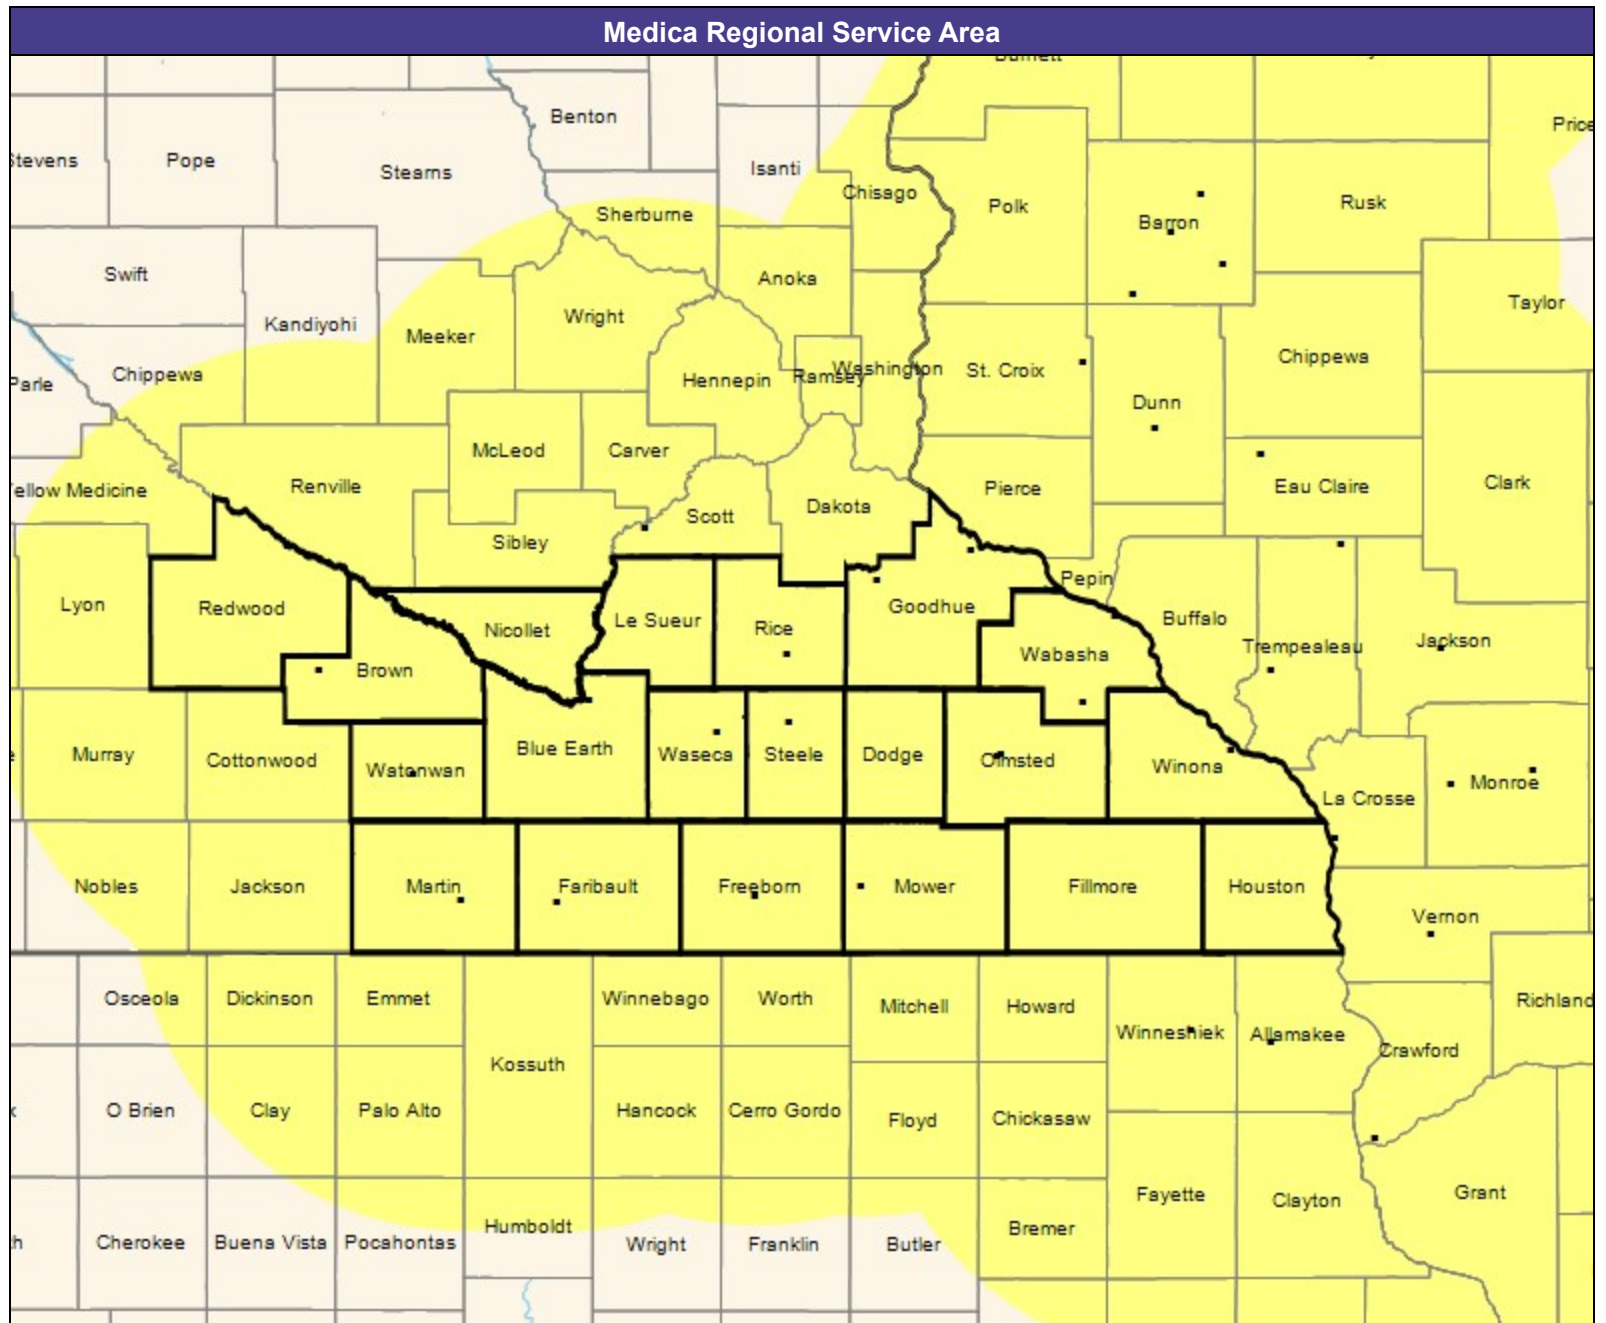 Medica Regional Service Area
Burnett
Benton
Price
Stevens
Pope
Stearns
Isanti
Chisago
Polk
Barron
Rusk
Sherburne
Swift
Anoka
Taylor
Kandiyohi
Wright
Meeker
Chippewa
Chippewa
Parle
Hennepin
Ramsey
Washington
St. Croix
Dunn
McLeod
Carver
Yellow Medicine
Renville
Pierce
Eau Claire
Clark
Scott
Dakota
Sibley
Pepin
Lyon
Redwood
Nicollet
Le Sueur
Rice
Goodhue
Buffalo
Trempealeau
Jackson
Brown
Wabasha
Murray
Cottonwood
Watonwan
Blue Earth
Waseca
Steele
Dodge
Olmsted
Winona
La Crosse
Monroe
Nobles
Jackson
Martin
Faribault
Freeborn
Mower
Fillmore
Houston
Vernon
Osceola
Dickinson
Emmet
Winnebago
Worth
Mitchell
Howard
Richland
Winneshiek
Allamakee
Crawford
Kossuth
O Brien
Clay
Palo Alto
Hancock
Cerro Gordo
Floyd
Chickasaw
Fayette
Clayton
Grant
Humboldt
Bremer
Cherokee
Buena Vista
Pocahontas
Wright
Franklin
Butler